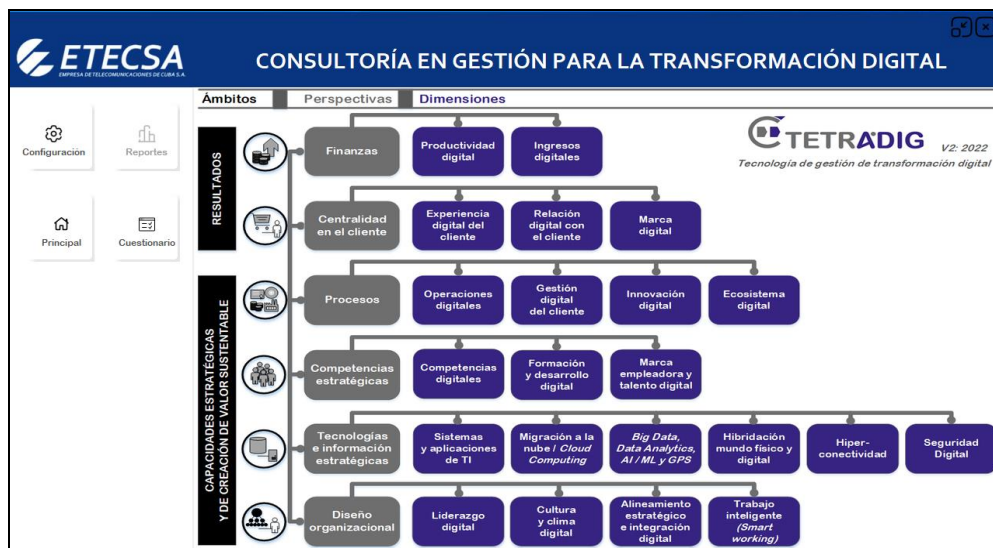 ETECSA
EMPRESA DE TELECOMUNICACIONES DE CUBA S.A.
CONSULTORÍA EN GESTIÓN PARA LA TRANSFORMACIÓN DIGITAL
Configuración
Reportes
Principal
Cuestionario
Ámbitos
Perspectivas
Dimensiones
TETRADIG
V2: 2022
Tecnología de gestión de transformación digital
RESULTADOS
Finanzas
Productividad
digital
Ingresos
digitales
Centralidad
en el cliente
Experiencia
digital del
cliente
Relación
digital con
el cliente
Marca
digital
CAPACIDADES ESTRATÉGICAS
Y DE CREACIÓN DE VALOR SUSTENTABLE
Procesos
Operaciones
digitales
Gestión
digital
del cliente
Innovación
digital
Ecosistema
digital
Competencias
estratégicas
Competencias
digitales
Formación
y desarrollo
digital
Marca
empleadora y
talento digital
Tecnologías
e información
estratégicas
Sistemas
y aplicaciones
de TI
Migración a la
nube / Cloud
Computing
Big Data,
Data Analytics,
AI / ML y GPS
Hibridación
mundo físico y
digital
Hiper-
conectividad
Seguridad
Digital
Diseño
organizacional
Liderazgo
digital
Cultura
y clima
digital
Alineamiento
estratégico
e integración
digital
Trabajo
inteligente
(Smart
working)